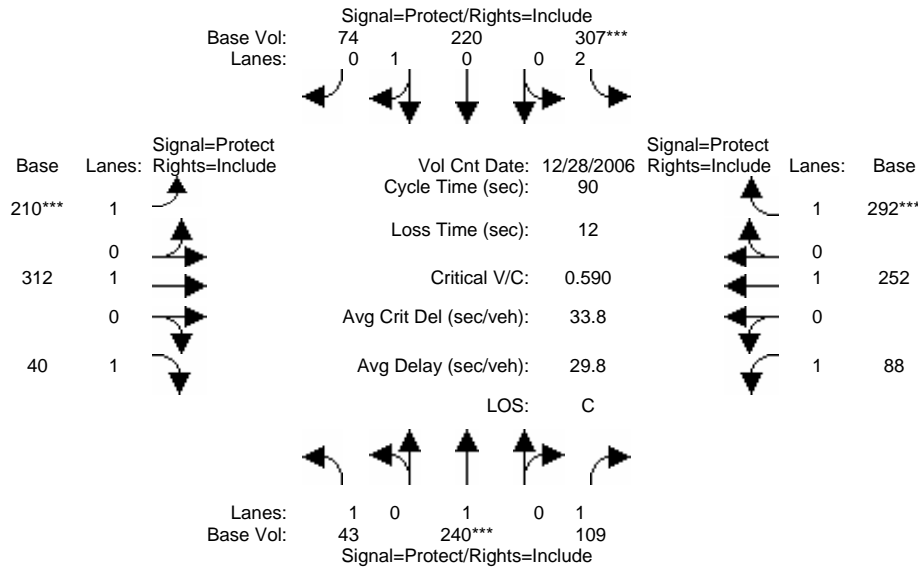 Signal=Protect/Rights=Include
Base Vol: 74 220 307***
Lanes: 0 1 0 0 2
Signal=Protect Signal=Protect
Base Lanes: Rights=Include Vol Cnt Date: 12/28/2006 Rights=Include Lanes: Base
Cycle Time (sec): 90
210*** 1 1 292***
Loss Time (sec): 12
0 0
312 1 Critical V/C: 0.590 1 252
0 Avg Crit Del (sec/veh): 33.8 0
40 1 Avg Delay (sec/veh): 29.8 1 88
LOS: C
Lanes: 1 0 1 0 1
Base Vol: 43 240*** 109
Signal=Protect/Rights=Include